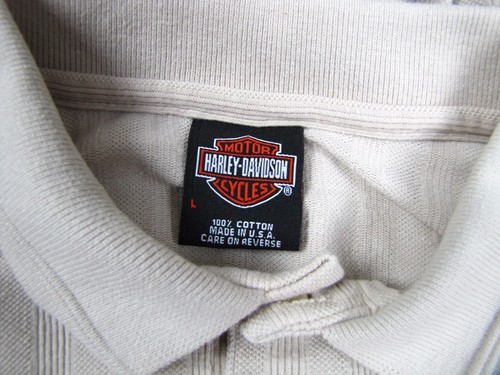 MOTOR
HARLEY-DAVIDSON
CYCLES ®
L
100% COTTON
MADE IN U.S.A.
CARE ON REVERSE